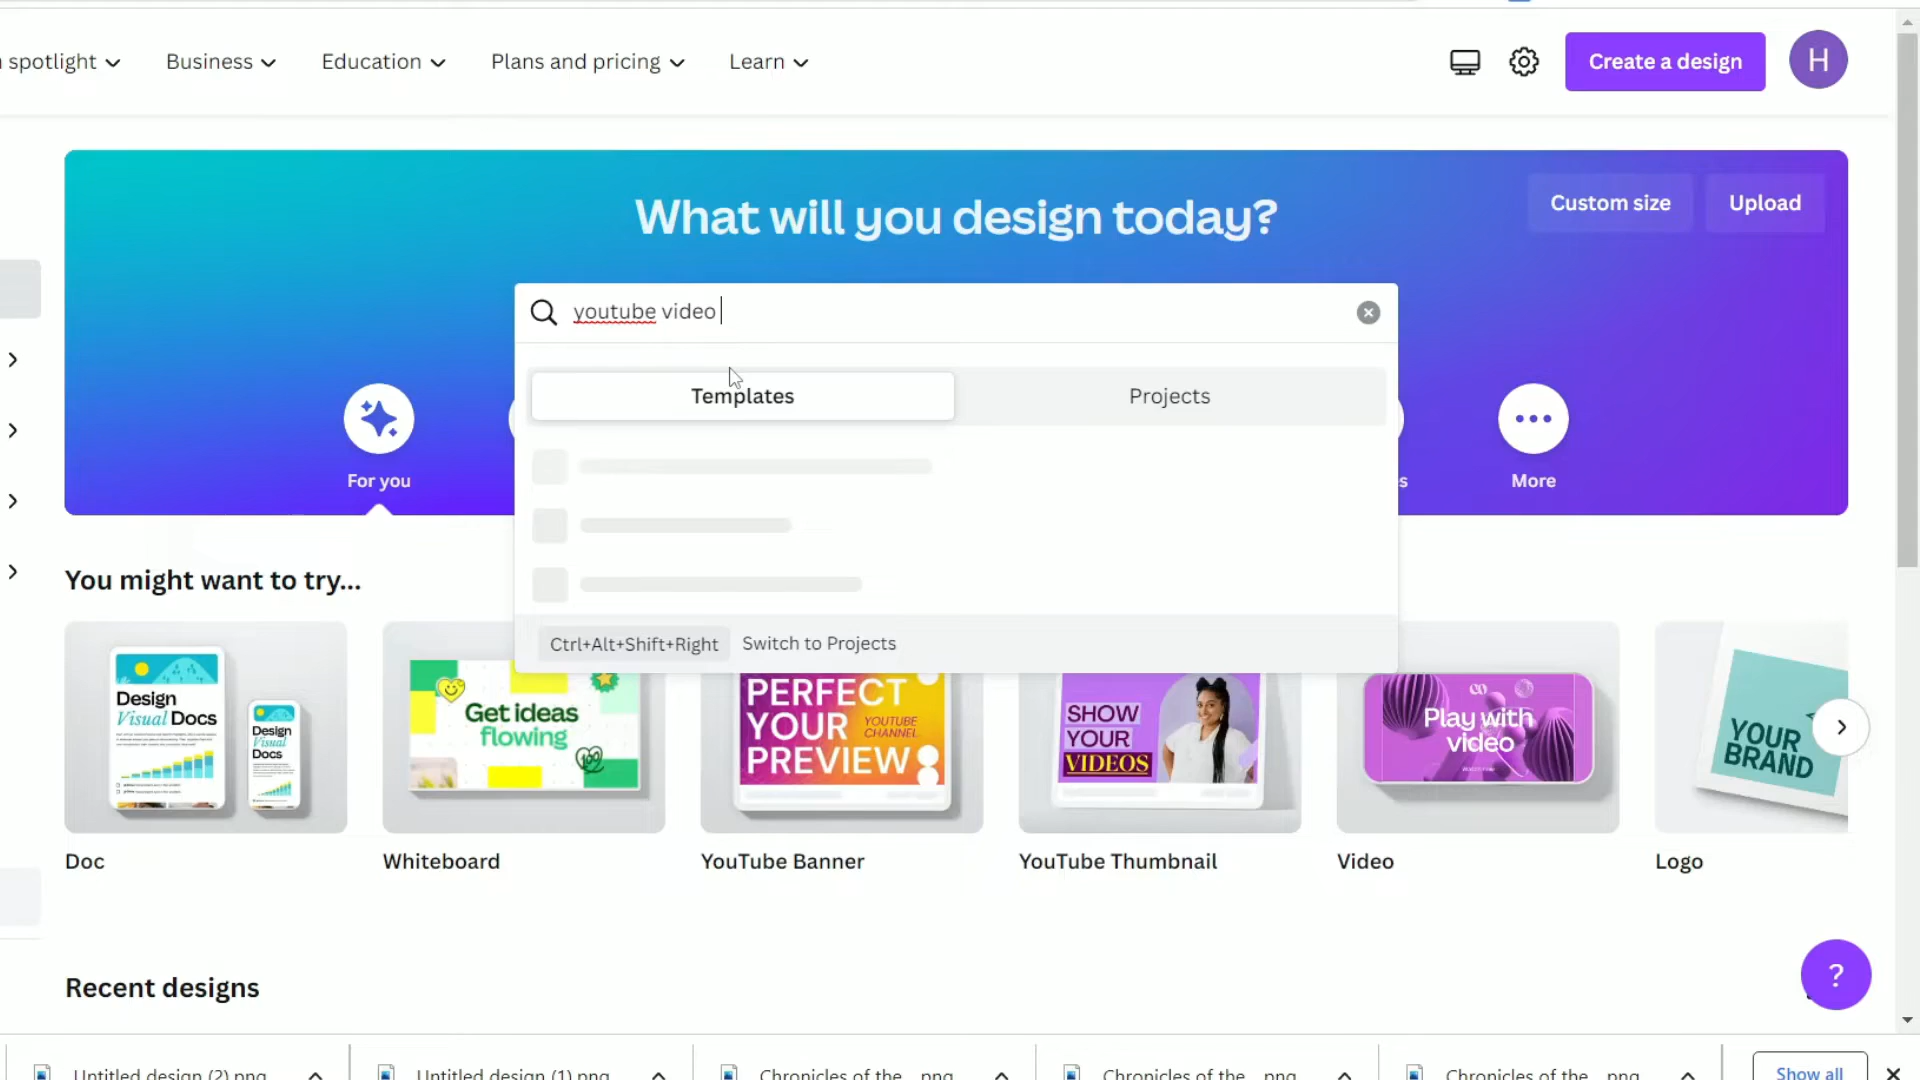 spotlight
Business
Education
Plans and pricing
Learn
Create a design
H
What will you design today?
Custom size
Upload
youtube video
Templates
Projects
For you
s
More
Ctrl+Alt+Shift+Right Switch to Projects
You might want to try...
Design
Visual Docs
Design
Visual
Docs
Get ideas
flowing
100
PERFECT
YOUR
PREVIEW
YOUTUBE
CHANNEL
SHOW
YOUR
VIDEOS
Play with
video
YOUR
BRAND
Doc
Whiteboard
YouTube Banner
YouTube Thumbnail
Video
Logo
?
Recent designs
Untitled design (2).png
Untitled design (1).png
Chronicles of the ....png
Chronicles of the ....png
Chronicles of the ....png
Show all